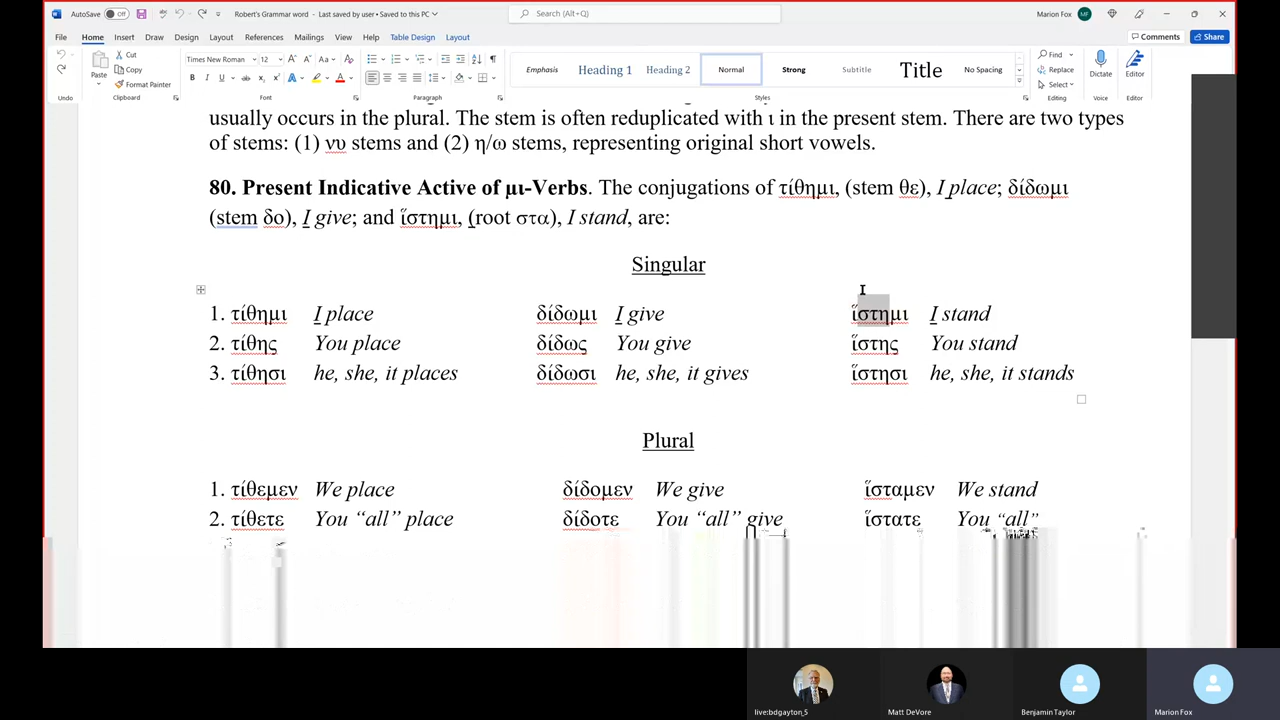 AutoSave Off Robert's Grammar word • Last saved by user • Saved to this PC Search (Alt+Q) Marion Fox MF
File Home Insert Draw Design Layout References Mailings Review View Help Table Design Layout Comments Share
Paste Cut Copy Format Painter Times New Roman 12 Emphasis Heading 1 Heading 2 Normal Strong Subtitle Title No Spacing Find Replace Select Dictate Editor
Undo Clipboard Font Paragraph Styles Editing Voice Editor
usually occurs in the plural. The stem is often reduplicated with ι in the present stem. There are two types
of stems: (1) νυ stems and (2) η/ω stems, representing original short vowels.
80. Present Indicative Active of μι-Verbs. The conjugations of τίθημι, (stem θε), I place; δίδωμι
(stem δο), I give; and ἵστημι, (root στα), I stand, are:
Singular
1. τίθημι I place δίδωμι I give ἵστημι I stand
2. τίθης You place δίδως You give ἵστης You stand
3. τίθησι he, she, it places δίδωσι he, she, it gives ἵστησι he, she, it stands
Plural
1. τίθεμεν We place δίδομεν We give ἵσταμεν We stand
2. τίθετε You “all” place δίδοτε You “all” give ἵστατε You “all”
live:bdgayton_5 Matt DeVore Benjamin Taylor Marion Fox